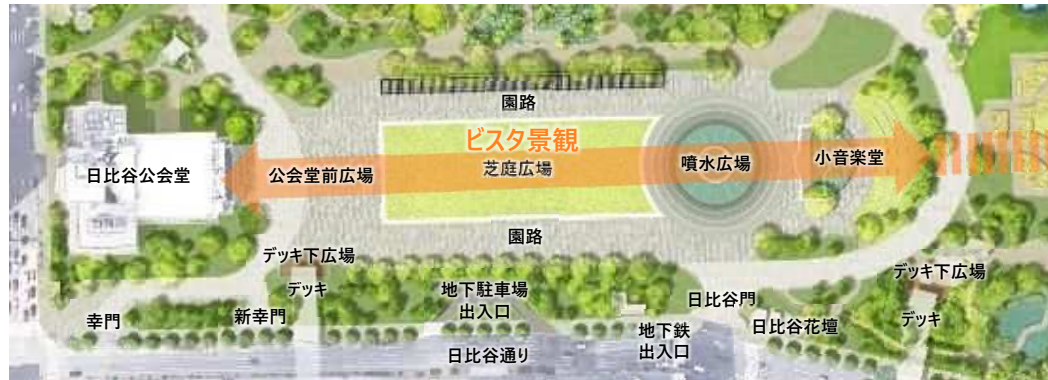 園路
ビスタ景観
日比谷公会堂
公会堂前広場
芝庭広場
噴水広場
小音楽堂
園路
デッキ下広場
デッキ
地下駐車場
出入口
日比谷門
デッキ下広場
デッキ
幸門
新幸門
日比谷通り
地下鉄
出入口
日比谷花壇